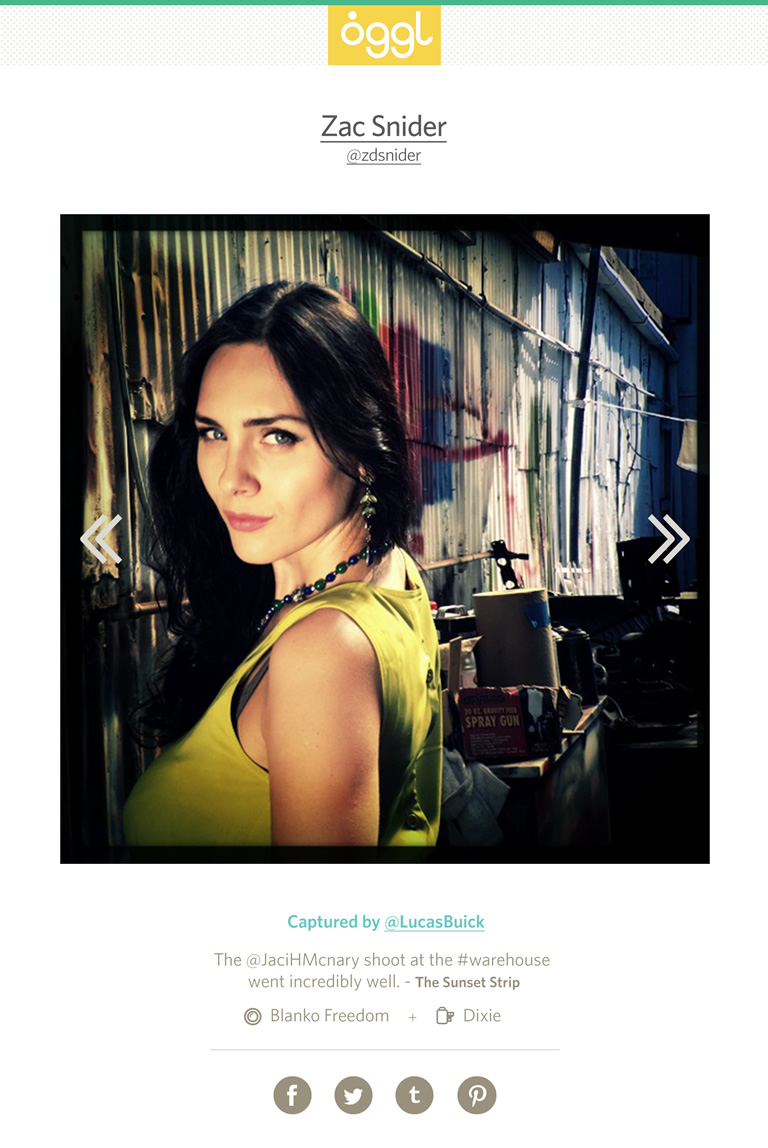 öggl
Zac Snider
@zdsnider
20 OZ. GRAVITY FEED
SPRAY GUN
Captured by @LucasBuick
The @JaciHMcnary shoot at the #warehouse
went incredibly well. - The Sunset Strip
Blanko Freedom + Dixie